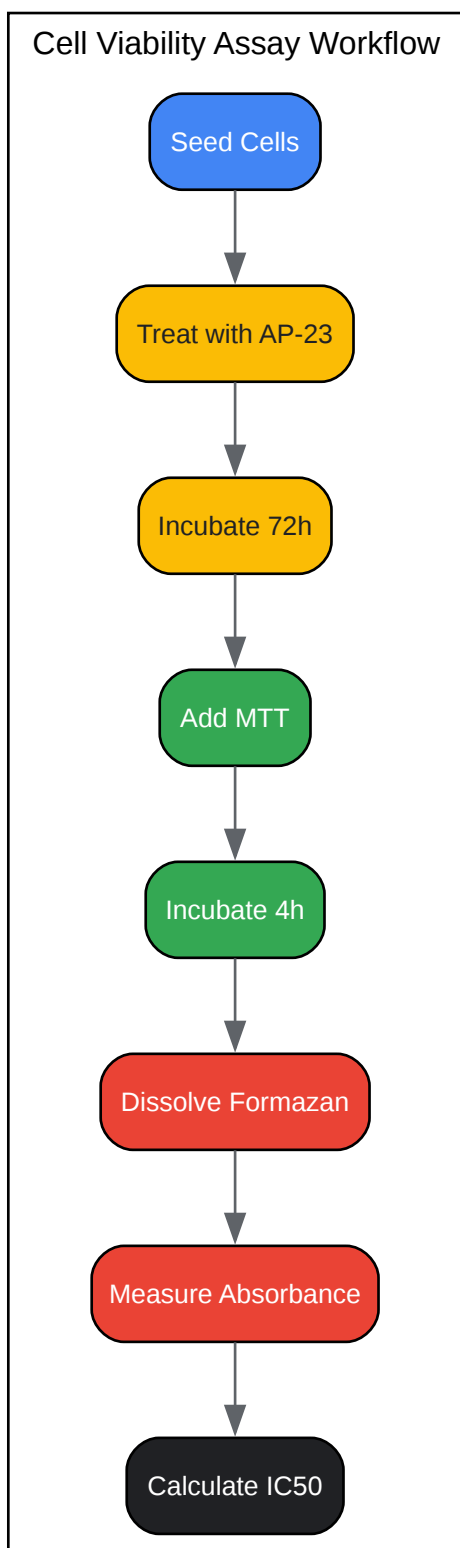 Cell Viability Assay Workflow
Seed Cells
Treat with AP-23
Incubate 72h
Add MTT
Incubate 4h
Dissolve Formazan
Measure Absorbance
Calculate IC50